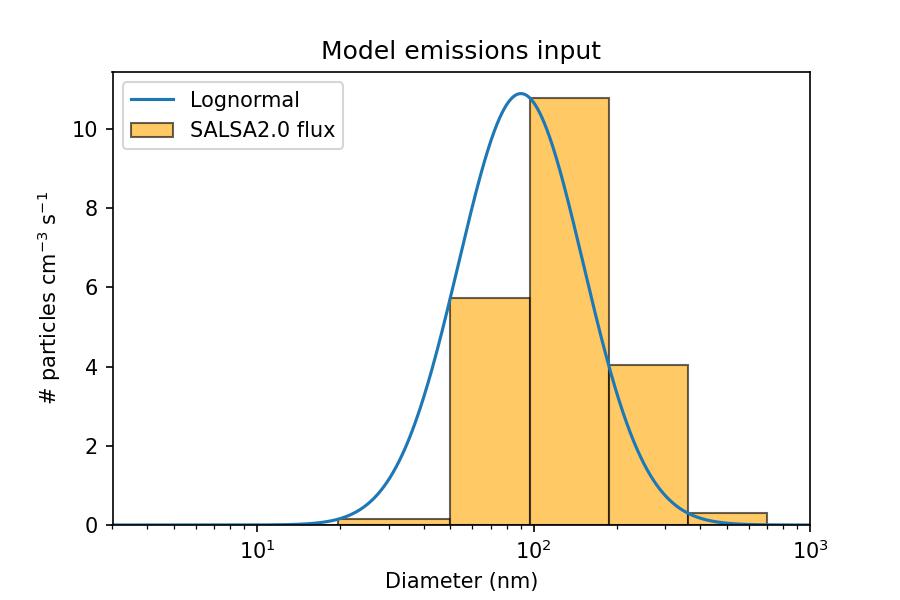 Model emissions input
Lognormal
SALSA2.0 flux
# particles cm⁻³ s⁻¹
10
8
6
4
2
0
10¹
10²
10³
Diameter (nm)